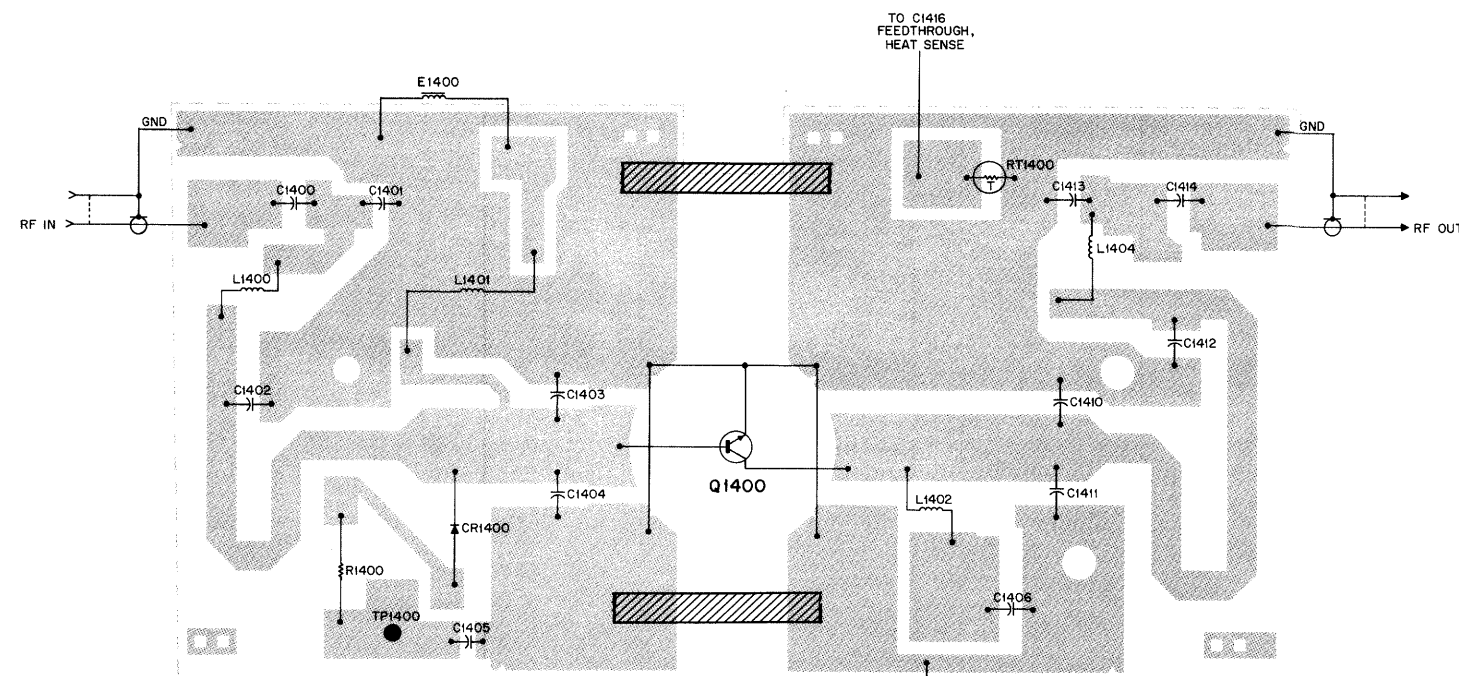 TO C1416
FEEDTHROUGH,
HEAT SENSE
E1400
GND
GND
RT1400
T
C1400
C1401
C1413
C1414
RF IN
RF OUT
L1404
L1400
L1401
C1412
C1402
C1403
C1410
Q1400
C1404
L1402
C1411
CR1400
R1400
C1406
TP1400
C1405